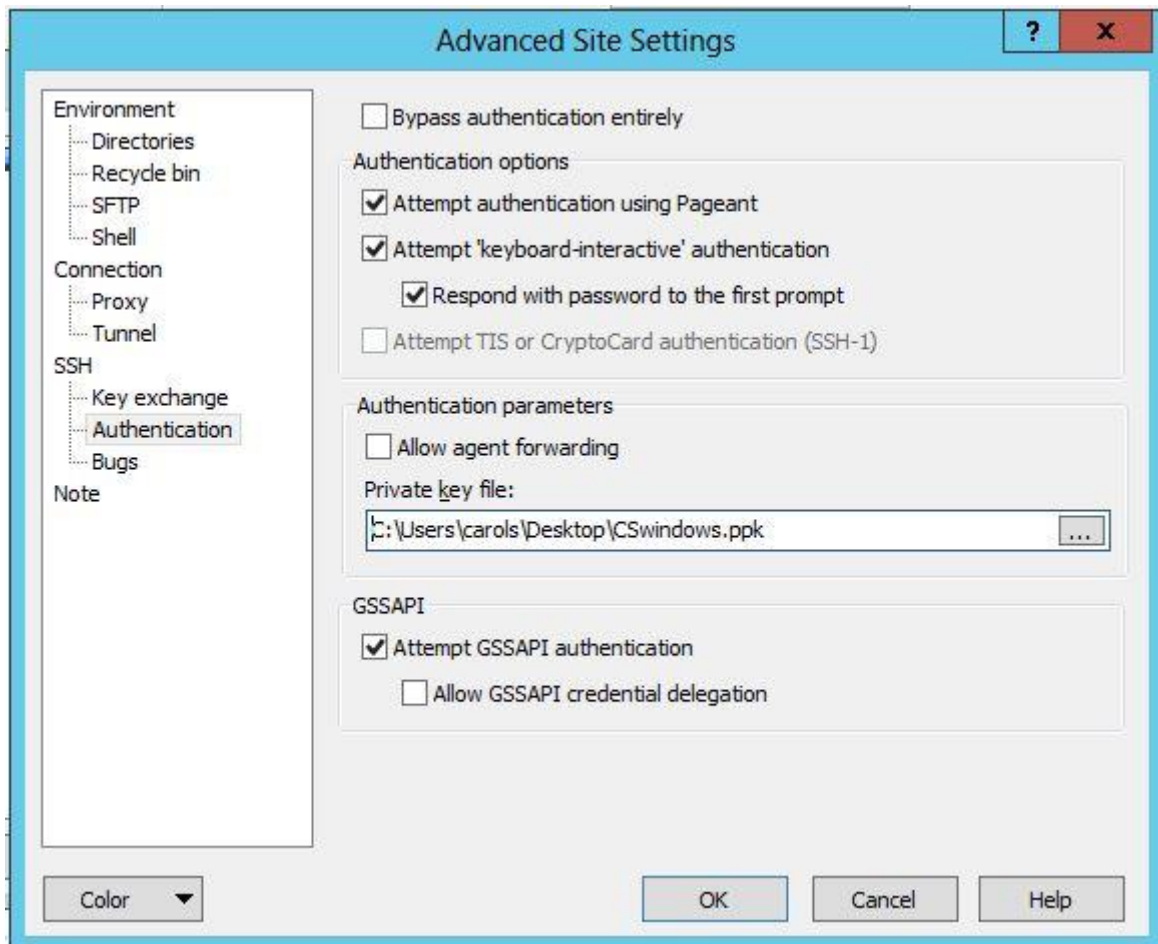 Advanced Site Settings
?
X
Environment
Directories
Recycle bin
SFTP
Shell
Connection
Proxy
Tunnel
SSH
Key exchange
Authentication
Bugs
Note
Bypass authentication entirely
Authentication options
Attempt authentication using Pageant
Attempt 'keyboard-interactive' authentication
Respond with password to the first prompt
Attempt TIS or CryptoCard authentication (SSH-1)
Authentication parameters
Allow agent forwarding
Private key file:
C:\Users\carols\Desktop\CSwindows.ppk
...
GSSAPI
Attempt GSSAPI authentication
Allow GSSAPI credential delegation
Color
OK
Cancel
Help